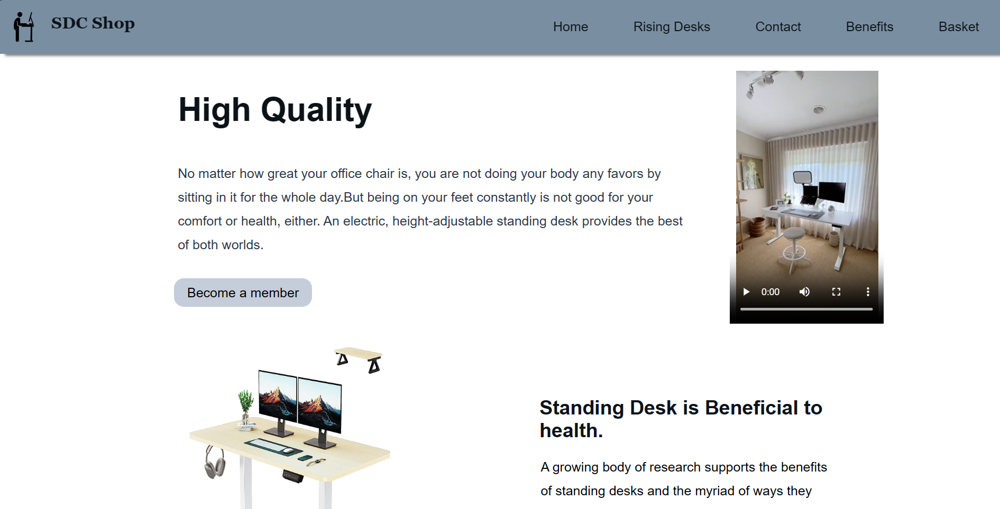 SDC Shop
Home
Rising Desks
Contact
Benefits
Basket
High Quality
No matter how great your office chair is, you are not doing your body any favors by
sitting in it for the whole day.But being on your feet constantly is not good for your
comfort or health, either. An electric, height-adjustable standing desk provides the best
of both worlds.
Become a member
0:00
Standing Desk is Beneficial to
health.
A growing body of research supports the benefits
of standing desks and the myriad of ways they